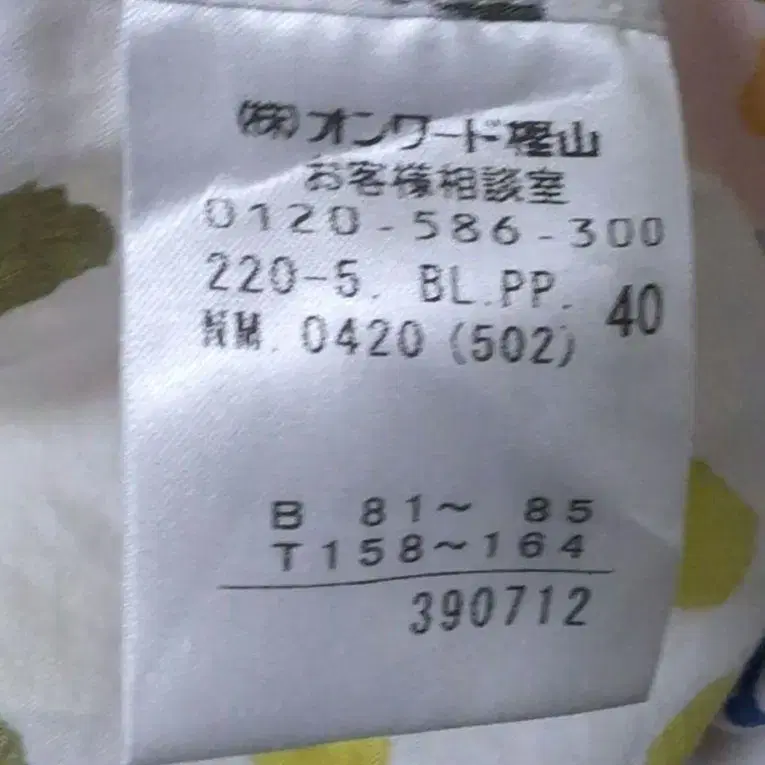 (株)オンワード樫山
お客様相談室
0120-586-300
220-5. BL.PP. 40
NM. 0420 (502)
B 81~ 85
T 158~164
390712